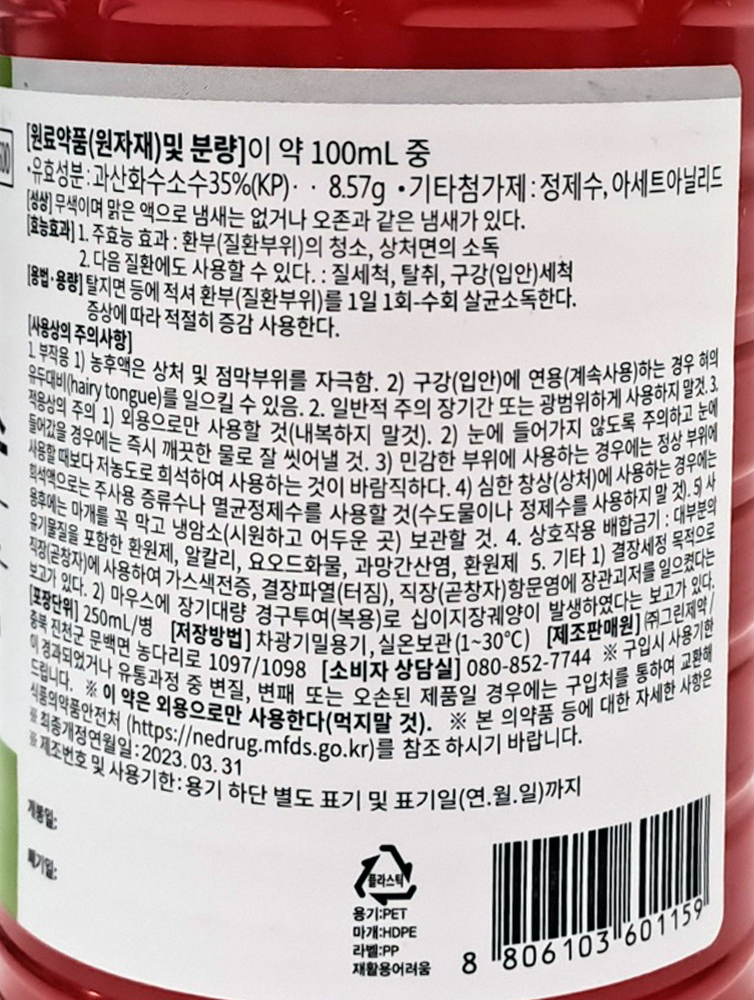 [원료약품(원자재)및 분량]이 약 100mL 중
•유효성분 : 과산화수소수35%(KP)· · 8.57g •기타첨가제 : 정제수, 아세트아닐리드
[성상] 무색이며 맑은 액으로 냄새는 없거나 오존과 같은 냄새가 있다.
[효능효과] 1. 주효능 효과 : 환부(질환부위)의 청소, 상처면의 소독
2. 다음 질환에도 사용할 수 있다. : 질세척, 탈취, 구강(입안)세척
[용법·용량] 탈지면 등에 적셔 환부(질환부위)를 1일 1회-수회 살균소독한다.
증상에 따라 적절히 증감 사용한다.
[사용상의 주의사항]
1. 부작용 1) 농후액은 상처 및 점막부위를 자극함. 2) 구강(입안)에 연용(계속사용)하는 경우 혀의
유두대비(hairy tongue)를 일으킬 수 있음. 2. 일반적 주의 장기간 또는 광범위하게 사용하지 말것. 3.
적용상의 주의 1) 외용으로만 사용할 것(내복하지 말것). 2) 눈에 들어가지 않도록 주의하고 눈에
들어갔을 경우에는 즉시 깨끗한 물로 잘 씻어낼 것. 3) 민감한 부위에 사용하는 경우에는 정상 부위에
사용할 때보다 저농도로 희석하여 사용하는 것이 바람직하다. 4) 심한 창상(상처)에 사용하는 경우에는
희석액으로는 주사용 증류수나 멸균정제수를 사용할 것(수도물이나 정제수를 사용하지 말 것). 5) 사
용후에는 마개를 꼭 막고 냉암소(시원하고 어두운 곳) 보관할 것. 4. 상호작용 배합금기 : 대부분의
유기물질을 포함한 환원제, 알칼리, 요오드화물, 과망간산염, 환원제 5. 기타 1) 결장세정 목적으로
직장(곧창자)에 사용하여 가스색전증, 결장파열(터짐), 직장(곧창자)항문염에 장관괴저를 일으켰다는
보고가 있다. 2) 마우스에 장기대량 경구투여(복용)로 십이지장궤양이 발생하였다는 보고가 있다.
[포장단위] 250mL/병 [저장방법] 차광기밀용기, 실온보관(1~30℃) [제조판매원] ㈜그린제약/
충북 진천군 문백면 농다리로 1097/1098 [소비자 상담실] 080-852-7744 ※ 구입시 사용기한
이 경과되었거나 유통과정 중 변질, 변패 또는 오손된 제품일 경우에는 구입처를 통하여 교환해
드립니다. ※ 이 약은 외용으로만 사용한다(먹지말 것). ※ 본 의약품 등에 대한 자세한 사항은
식품의약품안전처 (https://nedrug.mfds.go.kr)를 참조 하시기 바랍니다.
※ 최종개정연월일 : 2023. 03. 31
※ 제조번호 및 사용기한 : 용기 하단 별도 표기 및 표기일(연.월.일)까지
개봉일:
폐기일:
플라스틱
용기:PET
마개:HDPE
라벨:PP
재활용어려움
8 806103 601159